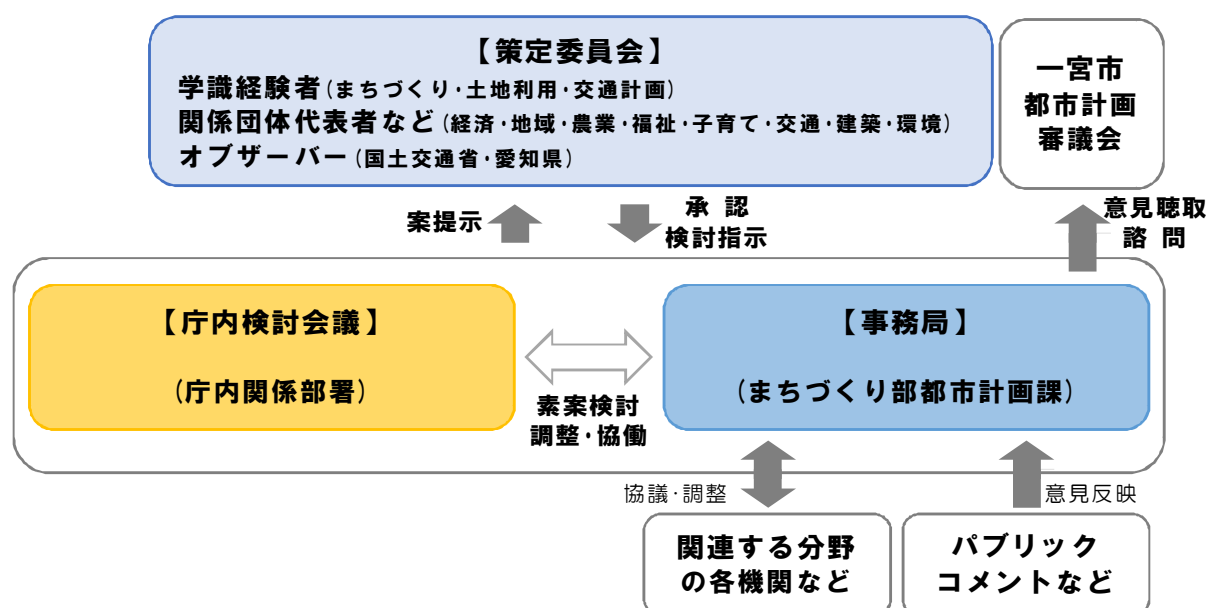 【策定委員会】
学識経験者(まちづくり･土地利用･交通計画)
関係団体代表者など(経済･地域･農業･福祉･子育て･交通･建築･環境)
オブザーバー(国土交通省･愛知県)
一宮市
都市計画
審議会
案提示
承 認
検討指示
意見聴取
諮 問
【庁内検討会議】
(庁内関係部署)
素案検討
調整･協働
【事務局】
(まちづくり部都市計画課)
協議･調整
意見反映
関連する分野
の各機関など
パブリック
コメントなど